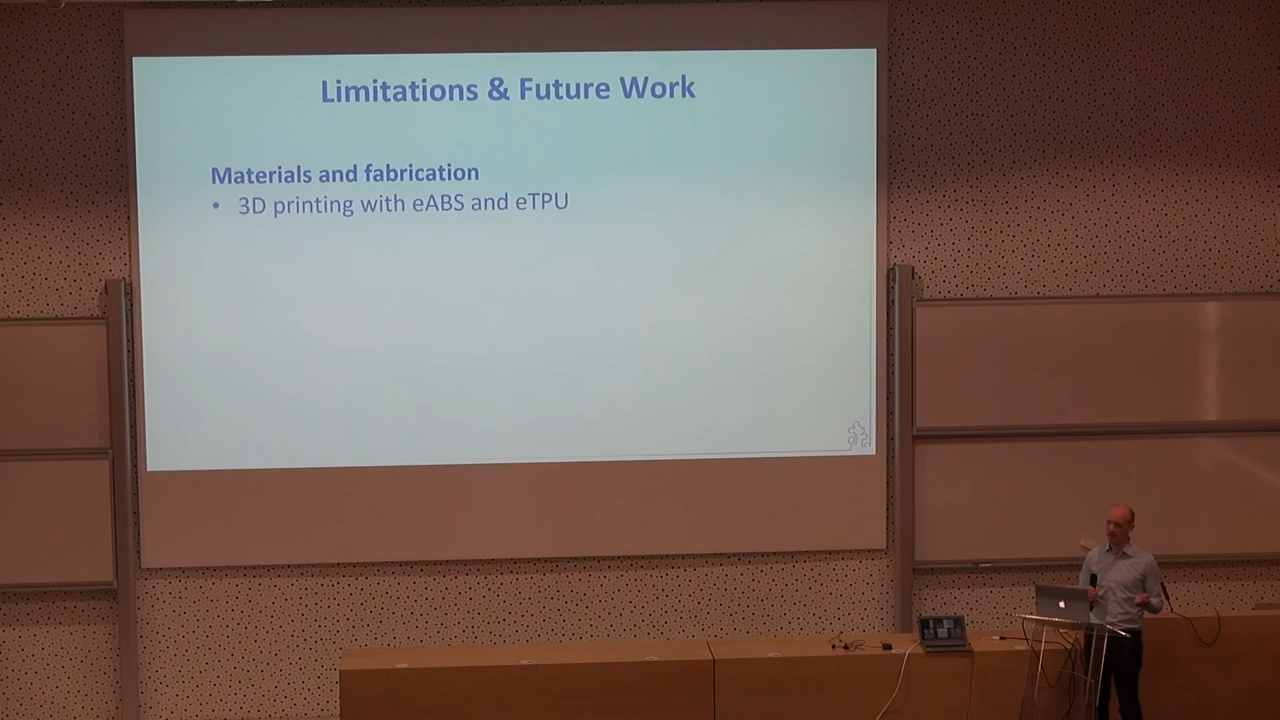 Limitations & Future Work
Materials and fabrication
• 3D printing with eABS and eTPU